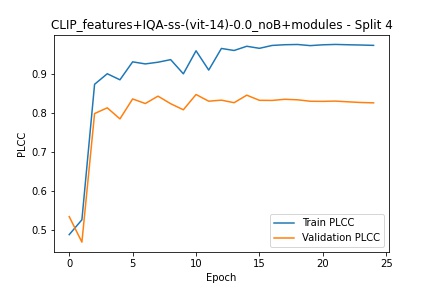 CLIP_features+IQA-ss-(vit-14)-0.0_noB+modules - Split 4
PLCC
0.9
0.8
0.7
0.6
0.5
Train PLCC
Validation PLCC
0 5 10 15 20 25
Epoch